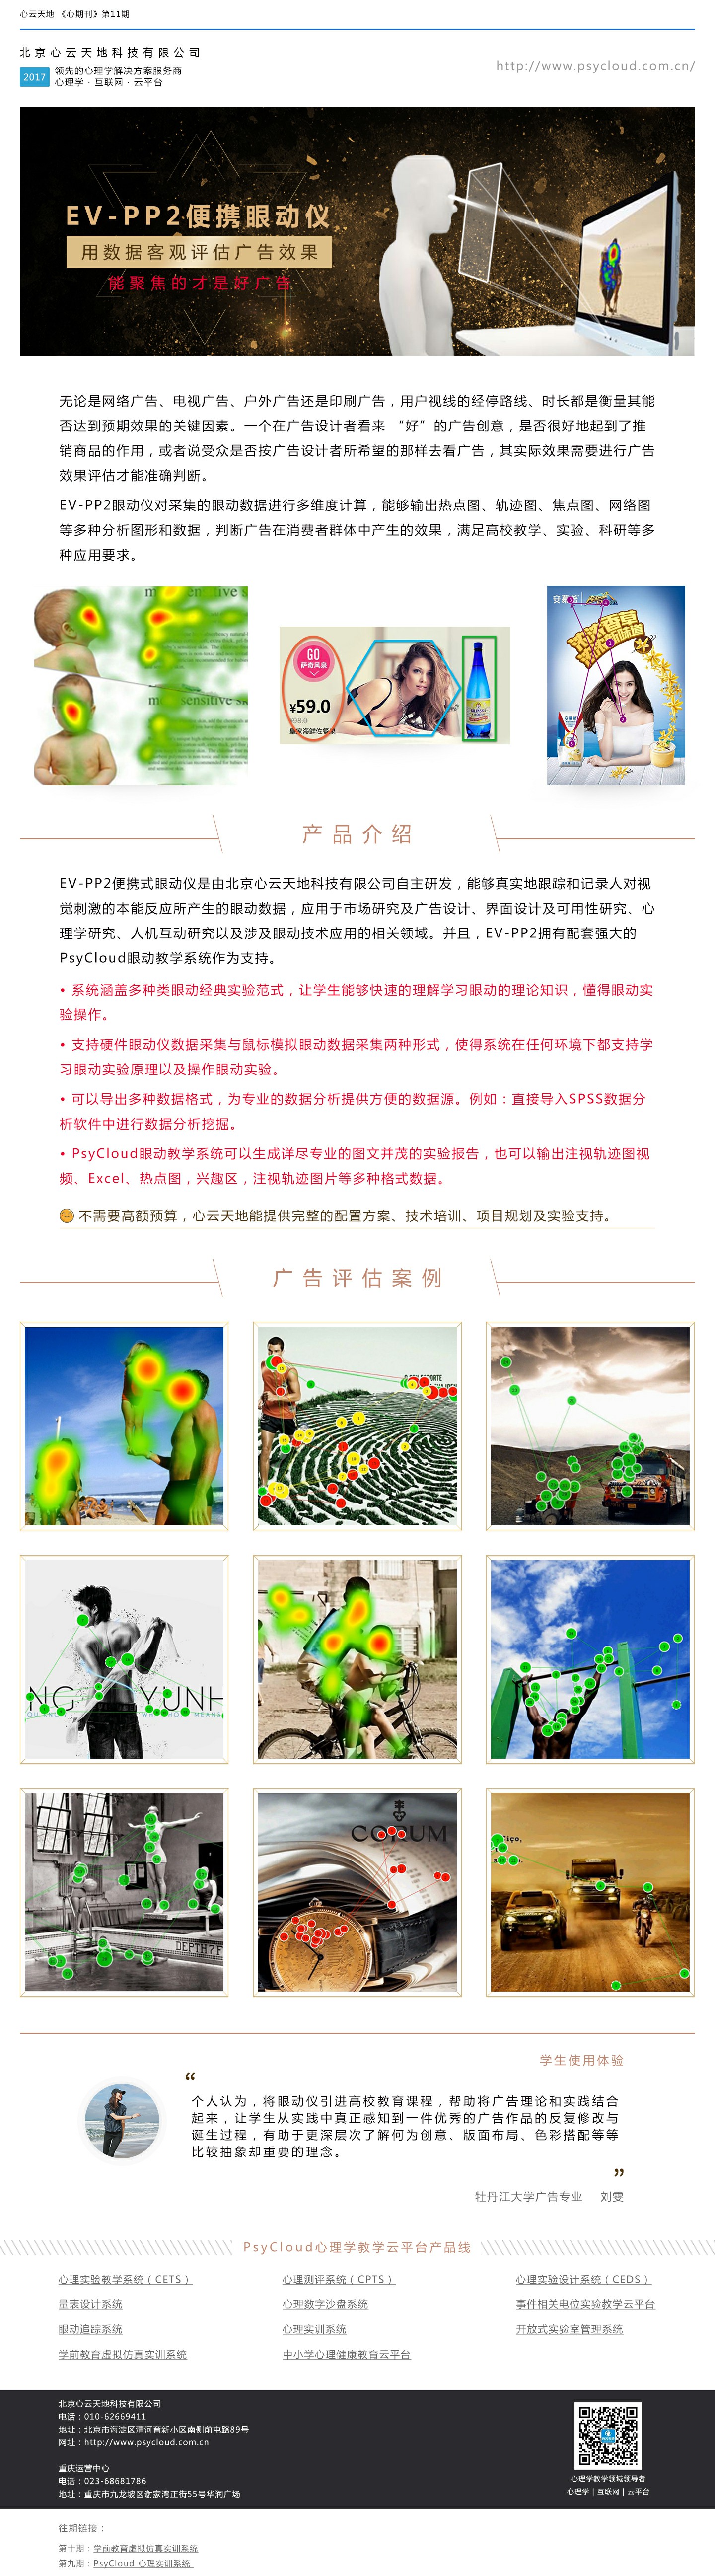 心云天地 《心期刊》第11期
北京心云天地科技有限公司
2017
领先的心理学解决方案服务商
心理学 · 互联网 · 云平台
http://www.psycloud.com.cn/
EV-PP2便携眼动仪
用数据客观评估广告效果
能聚焦的才是好广告
无论是网络广告、电视广告、户外广告还是印刷广告，用户视线的经停路线、时长都是衡量其能
否达到预期效果的关键因素。一个在广告设计者看来 “好”的广告创意，是否很好地起到了推
销商品的作用，或者说受众是否按广告设计者所希望的那样去看广告，其实际效果需要进行广告
效果评估才能准确判断。
EV-PP2眼动仪对采集的眼动数据进行多维度计算，能够输出热点图、轨迹图、焦点图、网络图
等多种分析图形和数据，判断广告在消费者群体中产生的效果，满足高校教学、实验、科研等多
种应用要求。
GO
萨奇风泉
¥59.0
¥98.0
皇家海鲜佐餐泉
安慕希
浓浓香草
产品介绍
EV-PP2便携式眼动仪是由北京心云天地科技有限公司自主研发，能够真实地跟踪和记录人对视
觉刺激的本能反应所产生的眼动数据，应用于市场研究及广告设计、界面设计及可用性研究、心
理学研究、人机互动研究以及涉及眼动技术应用的相关领域。并且，EV-PP2拥有配套强大的
PsyCloud眼动教学系统作为支持。
• 系统涵盖多种类眼动经典实验范式，让学生能够快速的理解学习眼动的理论知识，懂得眼动实
验操作。
• 支持硬件眼动仪数据采集与鼠标模拟眼动数据采集两种形式，使得系统在任何环境下都支持学
习眼动实验原理以及操作眼动实验。
• 可以导出多种数据格式，为专业的数据分析提供方便的数据源。例如：直接导入SPSS数据分
析软件中进行数据分析挖掘。
• PsyCloud眼动教学系统可以生成详尽专业的图文并茂的实验报告，也可以输出注视轨迹图视
频、Excel、热点图，兴趣区，注视轨迹图片等多种格式数据。
不需要高额预算，心云天地能提供完整的配置方案、技术培训、项目规划及实验支持。
广告评估案例
CORUM
DEPTH 7 F
学生使用体验
“
个人认为，将眼动仪引进高校教育课程，帮助将广告理论和实践结合
起来，让学生从实践中真正感知到一件优秀的广告作品的反复修改与
诞生过程，有助于更深层次了解何为创意、版面布局、色彩搭配等等
比较抽象却重要的理念。
”
牡丹江大学广告专业 刘雯
PsyCloud心理学教学云平台产品线
心理实验教学系统（CETS） 心理测评系统（CPTS） 心理实验设计系统（CEDS）
量表设计系统 心理数字沙盘系统 事件相关电位实验教学云平台
眼动追踪系统 心理实训系统 开放式实验室管理系统
学前教育虚拟仿真实训系统 中小学心理健康教育云平台
北京心云天地科技有限公司
电话：010-62669411
地址：北京市海淀区清河育新小区南侧前屯路89号
网址：http://www.psycloud.com.cn
重庆运营中心
电话：023-68681786
地址：重庆市九龙坡区谢家湾正街55号华润广场
心理学教学领域领导者
心理学 | 互联网 | 云平台
往期链接：
第十期：学前教育虚拟仿真实训系统
第九期：PsyCloud 心理实训系统